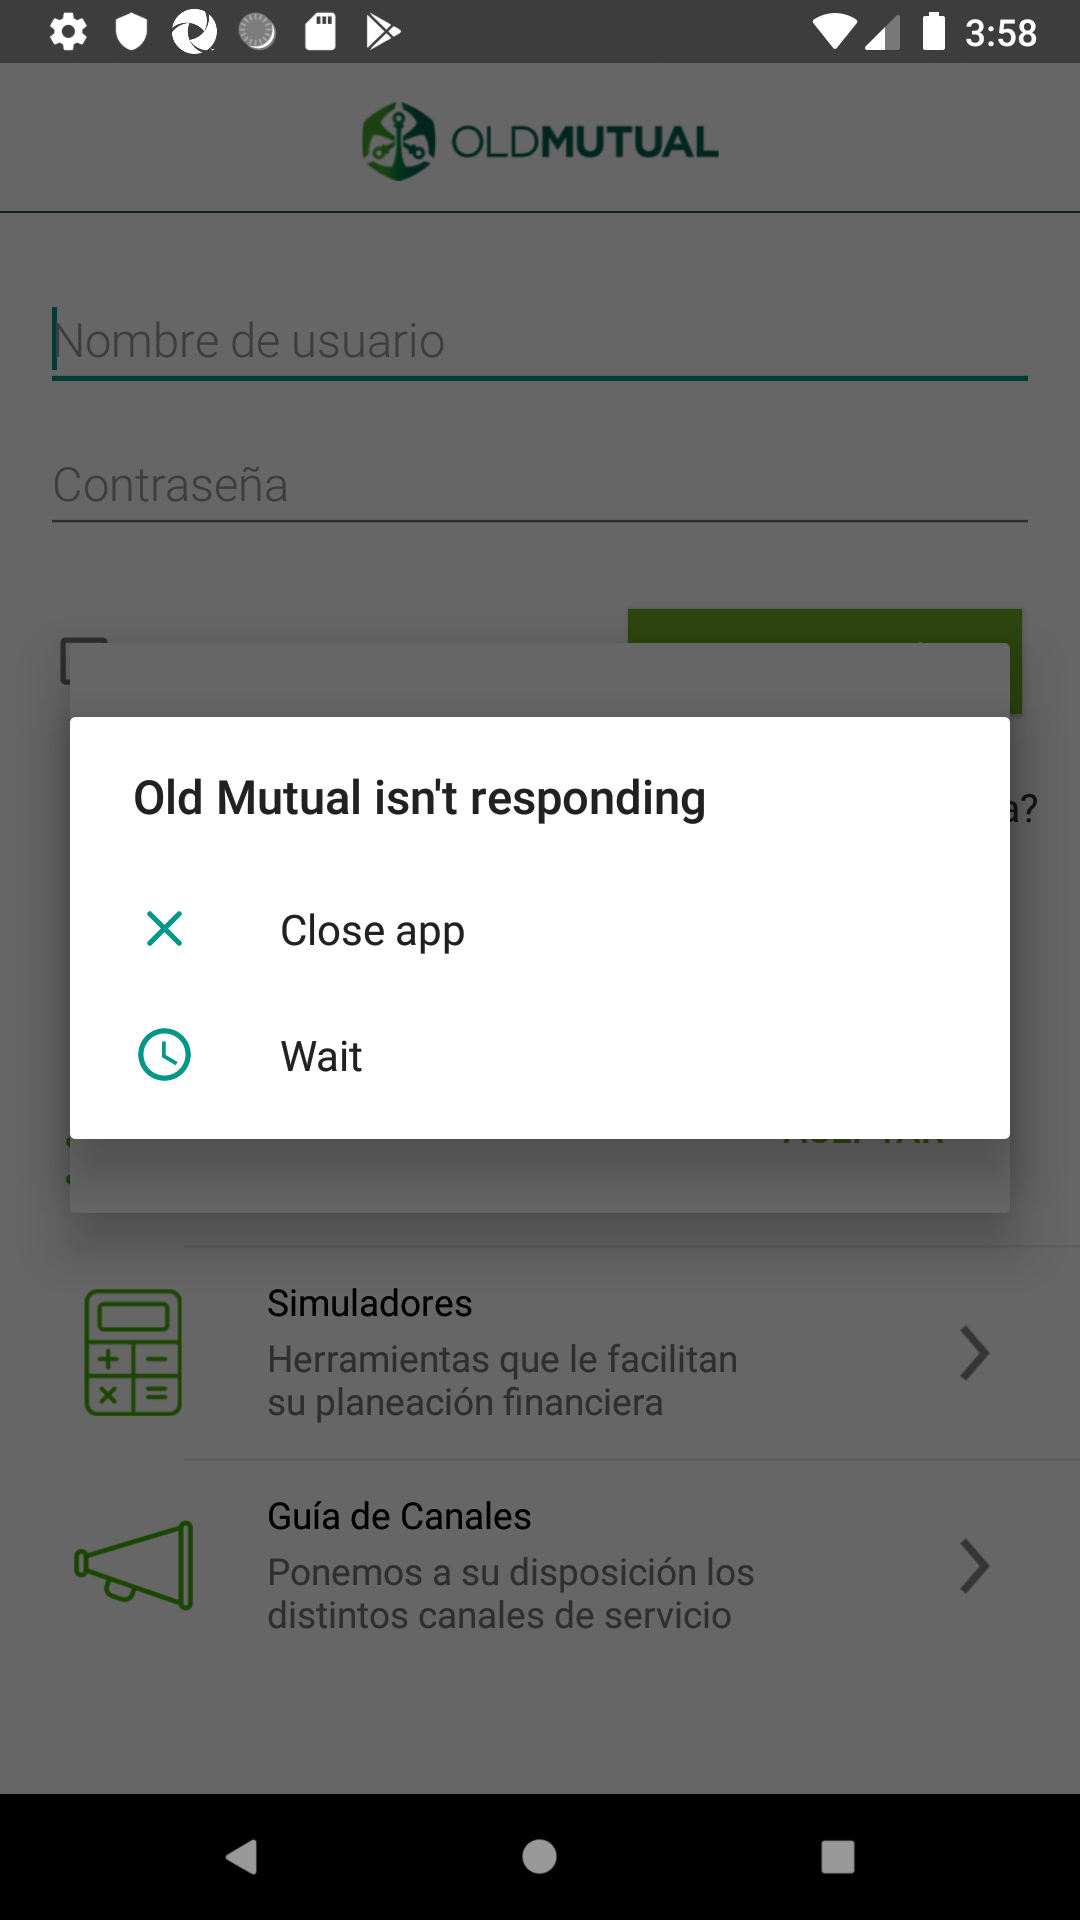 3:58
OLDMUTUAL
Nombre de usuario
Contraseña
Old Mutual isn't responding
Close app
Wait
Simuladores
Herramientas que le facilitan
su planeación financiera
Guía de Canales
Ponemos a su disposición los
distintos canales de servicio